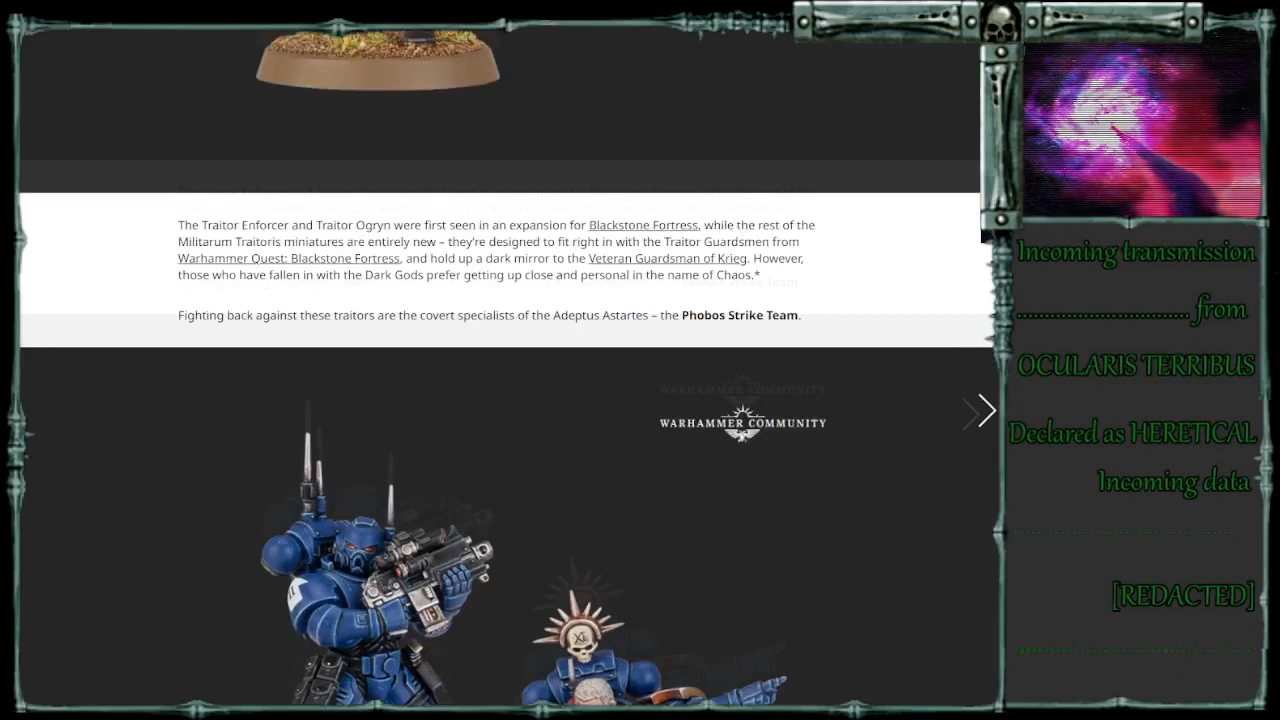 The Traitor Enforcer and Traitor Ogryn were first seen in an expansion for Blackstone Fortress, while the rest of the
Militarum Traitoris miniatures are entirely new – they're designed to fit right in with the Traitor Guardsmen from
Warhammer Quest: Blackstone Fortress, and hold up a dark mirror to the Veteran Guardsman of Krieg. However,
those who have fallen in with the Dark Gods prefer getting up close and personal in the name of Chaos.*
Fighting back against these traitors are the covert specialists of the Adeptus Astartes – the Phobos Strike Team.
WARHAMMER COMMUNITY
XI
Incoming transmission
................................ from
OCULARIS TERRIBUS
Declared as HERETICAL
Incoming data
[REDACTED]